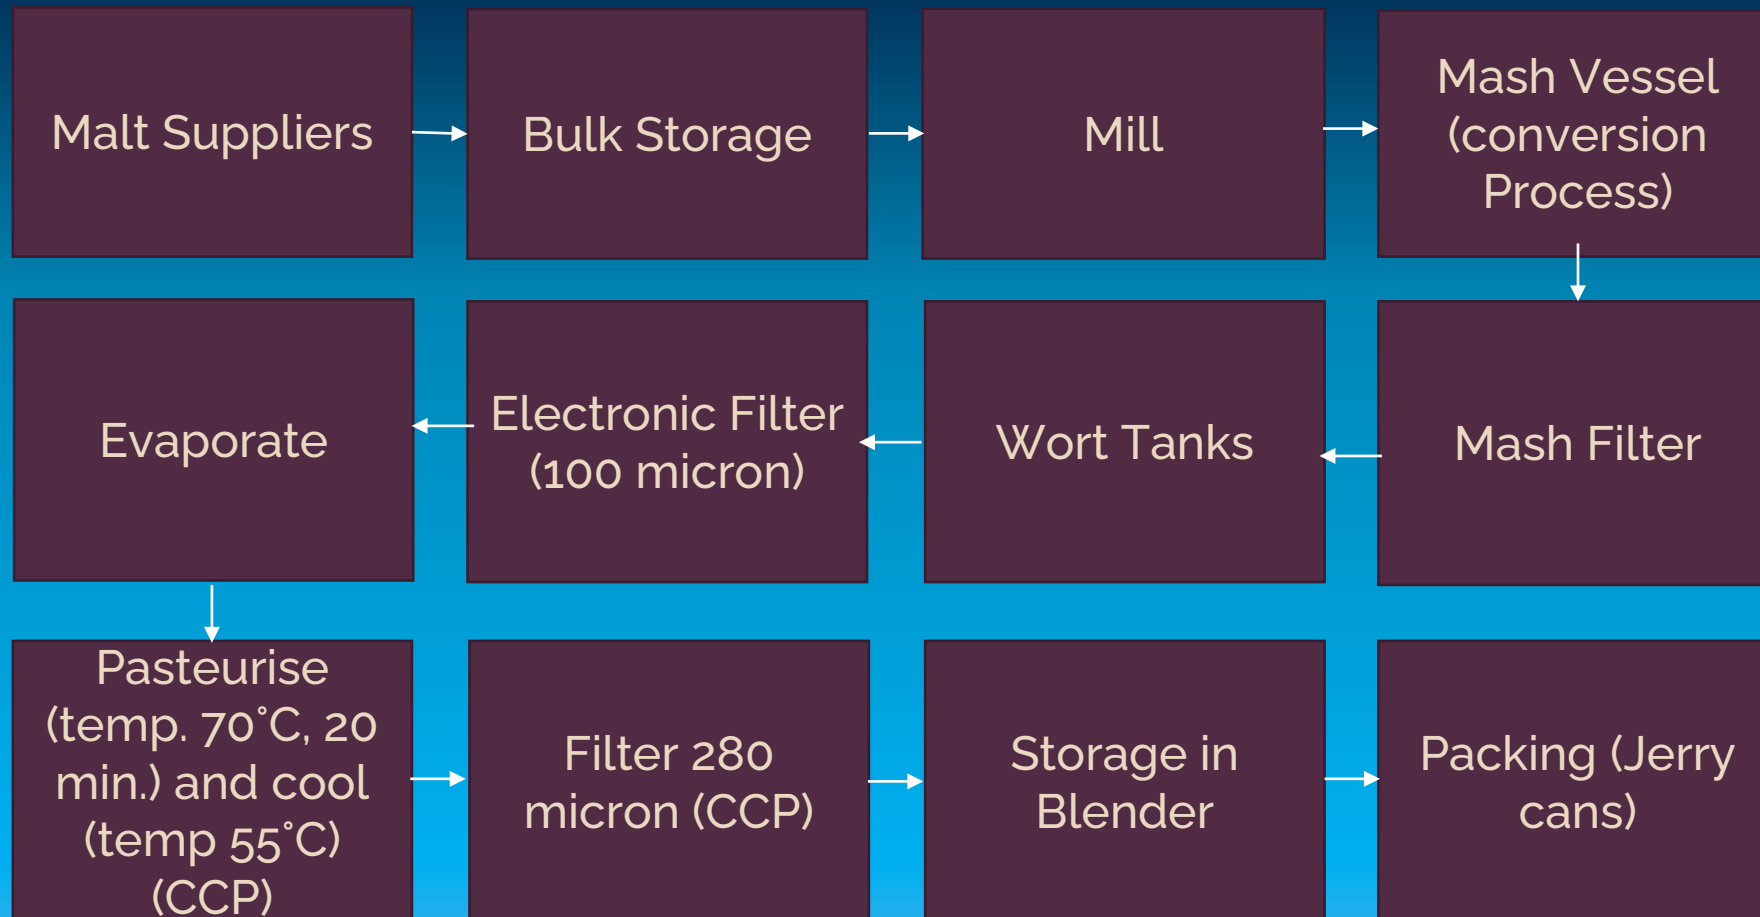 Malt Suppliers
Bulk Storage
Mill
Mash Vessel
(conversion
Process)
Evaporate
Electronic Filter
(100 micron)
Wort Tanks
Mash Filter
Pasteurise
(temp. 70°C, 20
min.) and cool
(temp 55°C)
(CCP)
Filter 280
micron (CCP)
Storage in
Blender
Packing (Jerry
cans)